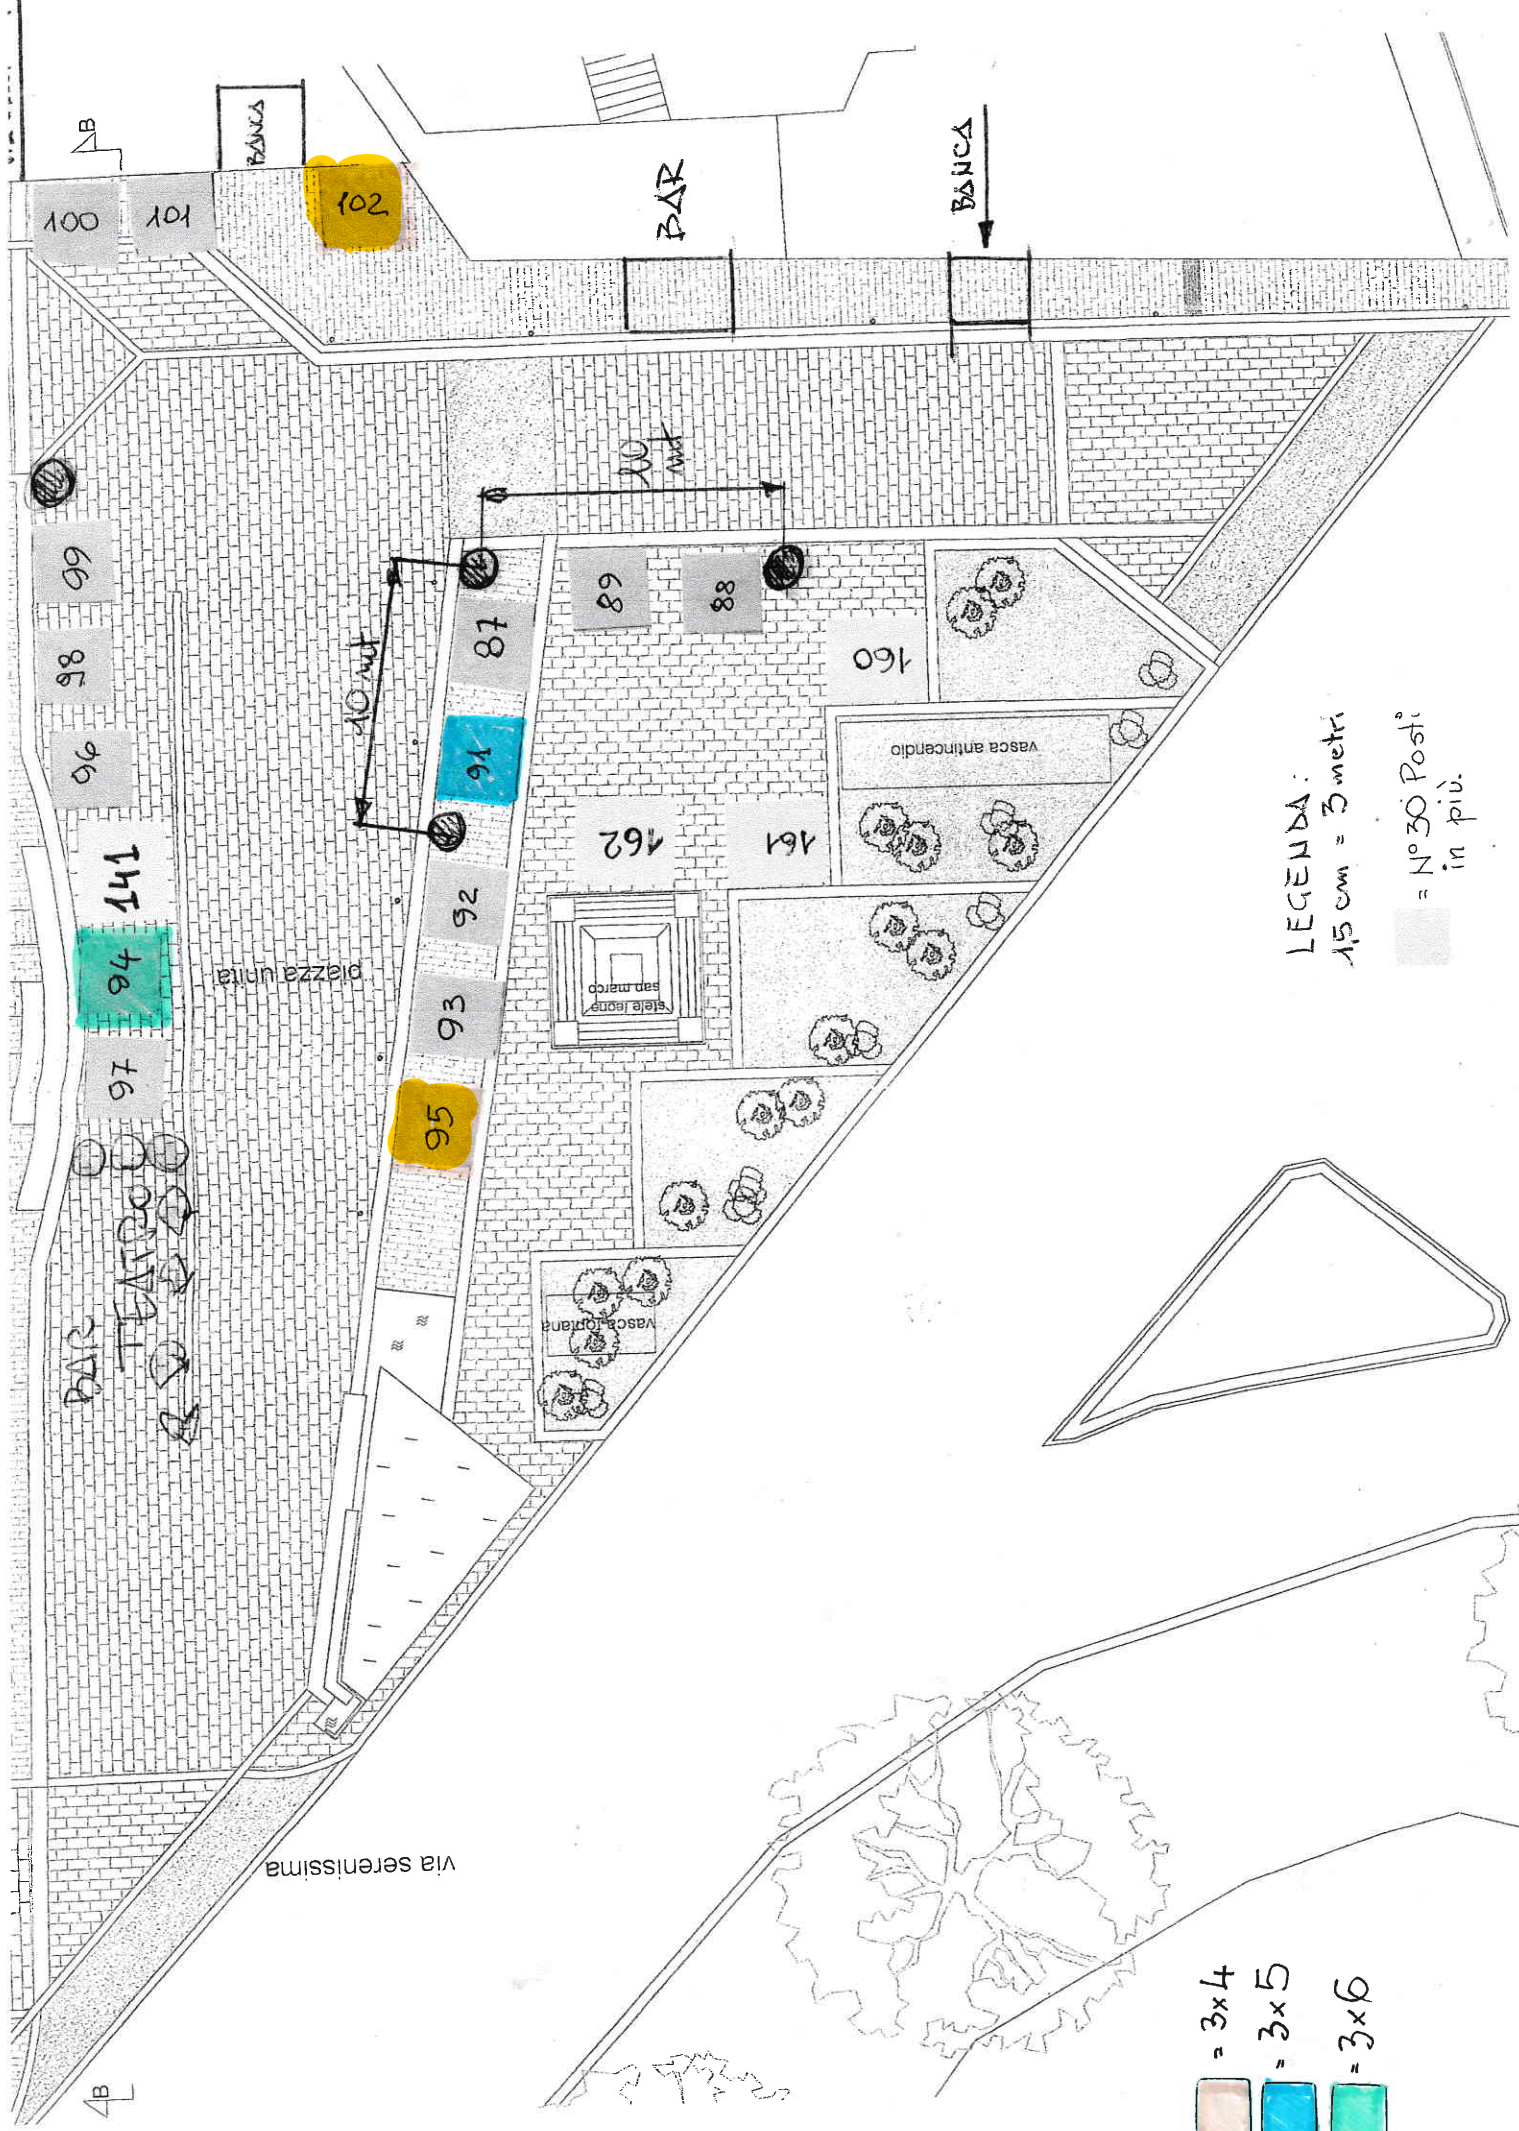 B
BANCA
100
101
102
BAR
BANCA
99
98
96
141
94
97
10 mt
10
mt
87
91
92
93
95
89
88
160
161
162
piazza unità
vasca antincendio
stele leone
san marco
vasca fontana
BAR
TEATRO
via serenissima
B
LEGENDA:
1,5 cm = 3 metri
= N° 30 Posti
in più.
= 3x4
= 3x5
= 3x6